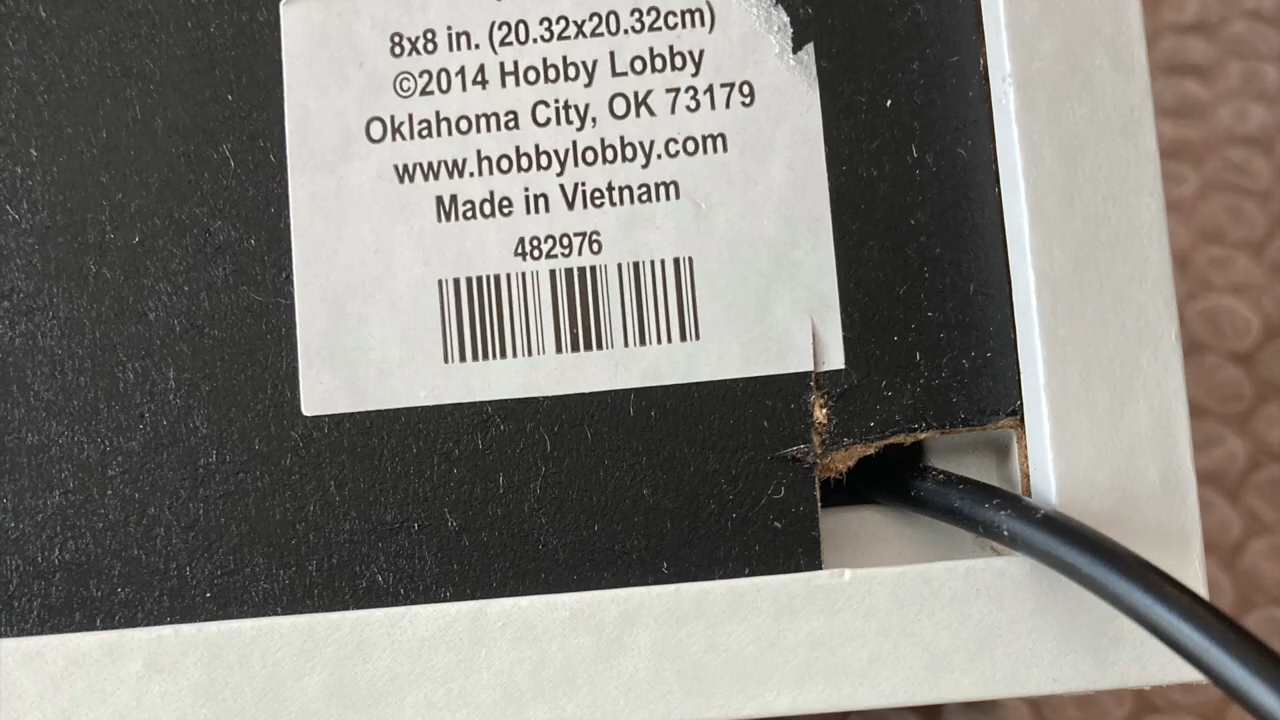 8x8 in. (20.32x20.32cm)
©2014 Hobby Lobby
Oklahoma City, OK 73179
www.hobbylobby.com
Made in Vietnam
482976